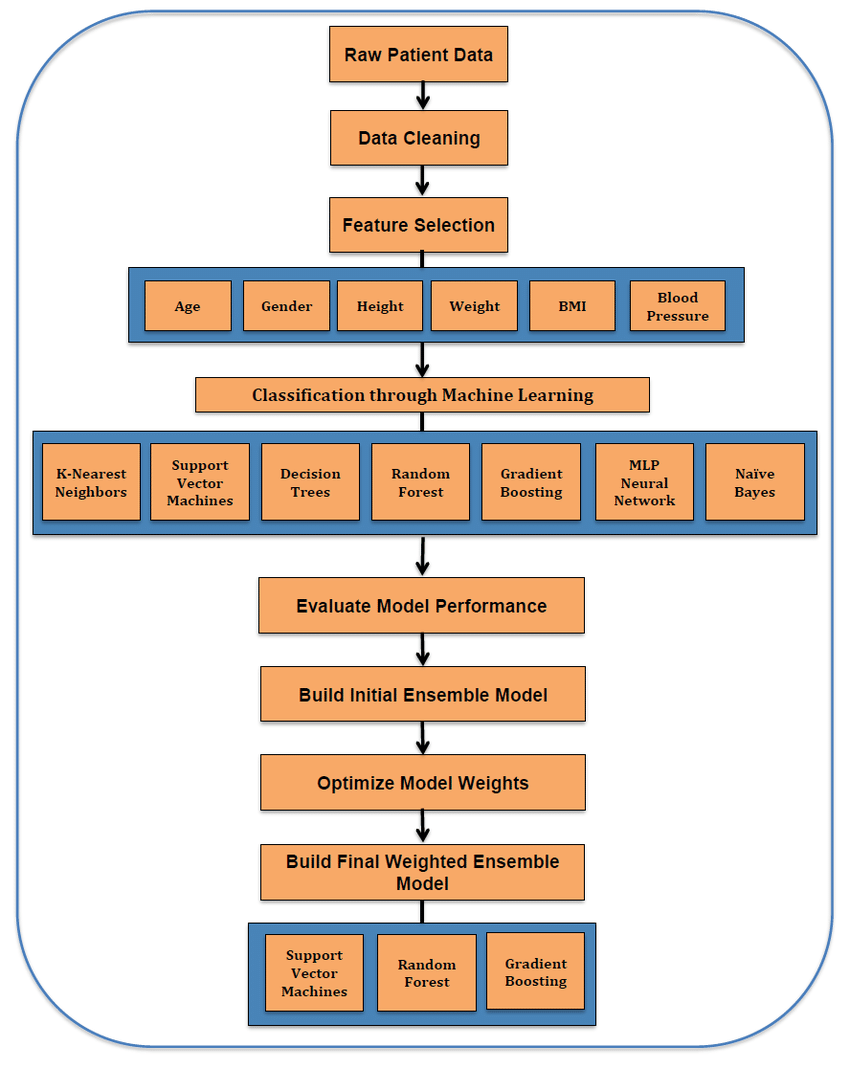 Raw Patient Data
Data Cleaning
Feature Selection
Age
Gender
Height
Weight
BMI
Blood
Pressure
Classification through Machine Learning
K-Nearest
Neighbors
Support
Vector
Machines
Decision
Trees
Random
Forest
Gradient
Boosting
MLP
Neural
Network
Naïve
Bayes
Evaluate Model Performance
Build Initial Ensemble Model
Optimize Model Weights
Build Final Weighted Ensemble
Model
Support
Vector
Machines
Random
Forest
Gradient
Boosting